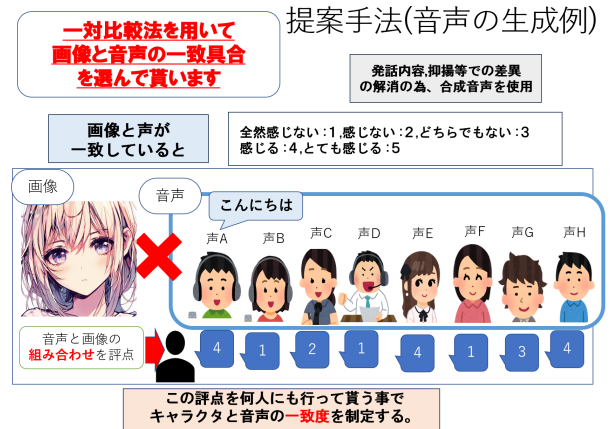 提案手法(音声の生成例)
一対比較法を用いて
画像と音声の一致具合
を選んで貰います
発話内容,抑揚等での差異
の解消の為、合成音声を使用
画像と声が
一致していると
全然感じない:1,感じない:2,どちらでもない:3
感じる:4,とても感じる:5
画像
音声
こんにちは
声A
声B
声C
声D
声E
声F
声G
声H
音声と画像の
組み合わせを評点
4
1
2
1
4
1
3
4
この評点を何人にも行って貰う事で
キャラクタと音声の一致度を制定する。